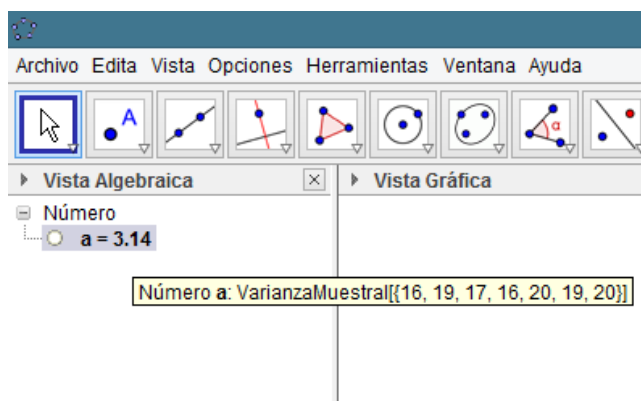 Archivo Edita Vista Opciones Herramientas Ventana Ayuda
A
α
Vista Algebraica
Vista Gráfica
Número
a = 3.14
Número a: VarianzaMuestral[{16, 19, 17, 16, 20, 19, 20}]